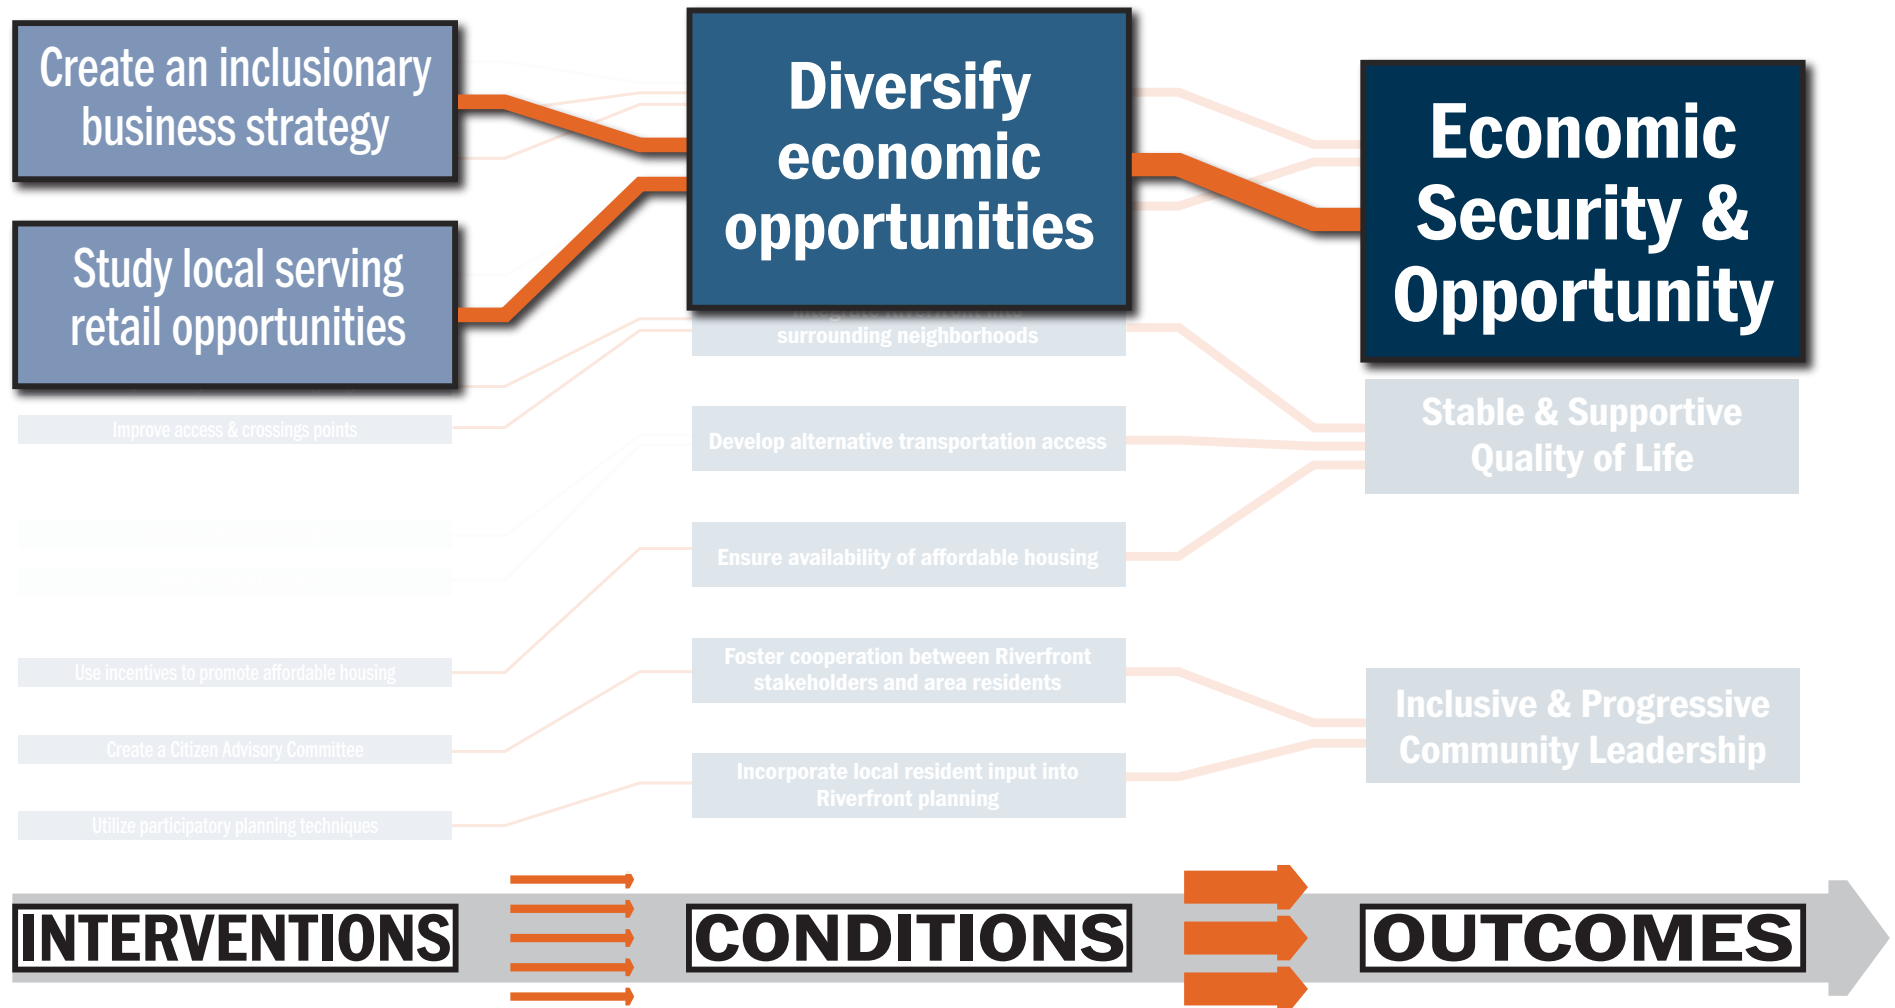 Create an inclusionary
business strategy
Study local serving
retail opportunities
Improve access & crossings points
Use incentives to promote affordable housing
Create a Citizen Advisory Committee
Utilize participatory planning techniques
Diversify
economic
opportunities
surrounding neighborhoods
Develop alternative transportation access
Ensure availability of affordable housing
Foster cooperation between Riverfront
stakeholders and area residents
Incorporate local resident input into
Riverfront planning
Economic
Security &
Opportunity
Stable & Supportive
Quality of Life
Inclusive & Progressive
Community Leadership
INTERVENTIONS
CONDITIONS
OUTCOMES